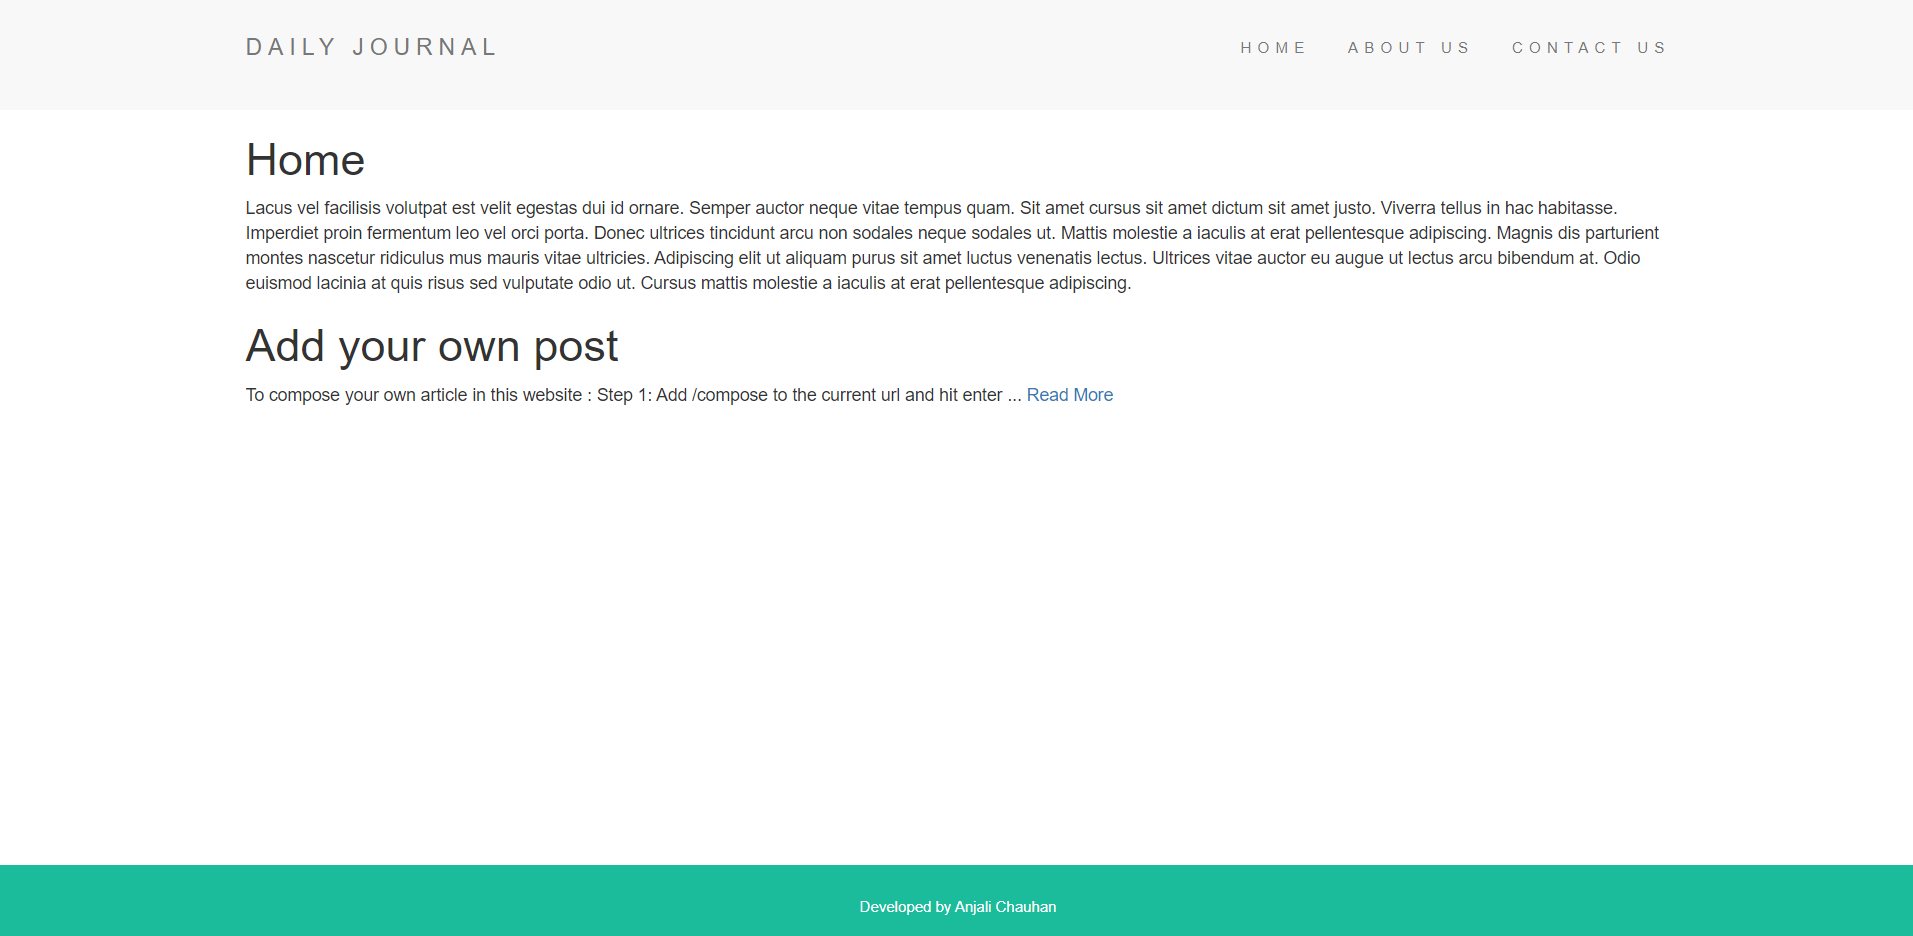 DAILY JOURNAL
HOME ABOUT US CONTACT US
Home
Lacus vel facilisis volutpat est velit egestas dui id ornare. Semper auctor neque vitae tempus quam. Sit amet cursus sit amet dictum sit amet justo. Viverra tellus in hac habitasse.
Imperdiet proin fermentum leo vel orci porta. Donec ultrices tincidunt arcu non sodales neque sodales ut. Mattis molestie a iaculis at erat pellentesque adipiscing. Magnis dis parturient
montes nascetur ridiculus mus mauris vitae ultricies. Adipiscing elit ut aliquam purus sit amet luctus venenatis lectus. Ultrices vitae auctor eu augue ut lectus arcu bibendum at. Odio
euismod lacinia at quis risus sed vulputate odio ut. Cursus mattis molestie a iaculis at erat pellentesque adipiscing.
Add your own post
To compose your own article in this website : Step 1: Add /compose to the current url and hit enter ... Read More
Developed by Anjali Chauhan